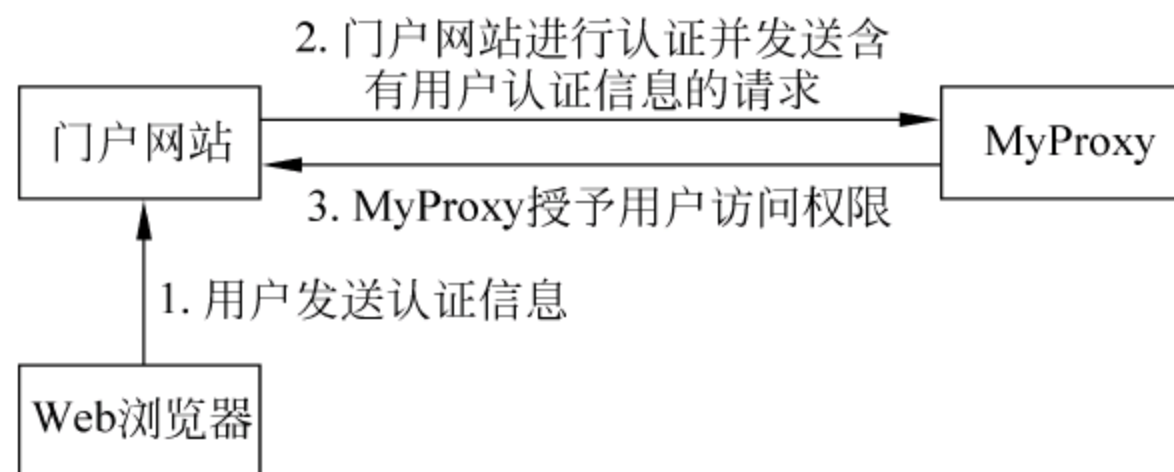 2. 门户网站进行认证并发送含
有用户认证信息的请求
门户网站
MyProxy
3. MyProxy授予用户访问权限
1. 用户发送认证信息
Web浏览器